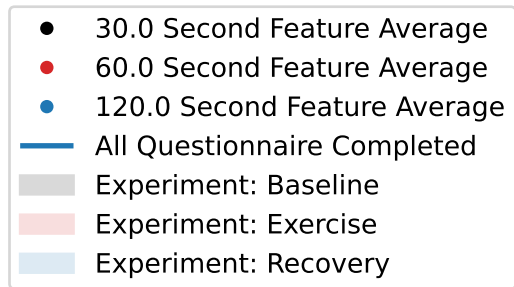 30.0 Second Feature Average
60.0 Second Feature Average
120.0 Second Feature Average
All Questionnaire Completed
Experiment: Baseline
Experiment: Exercise
Experiment: Recovery